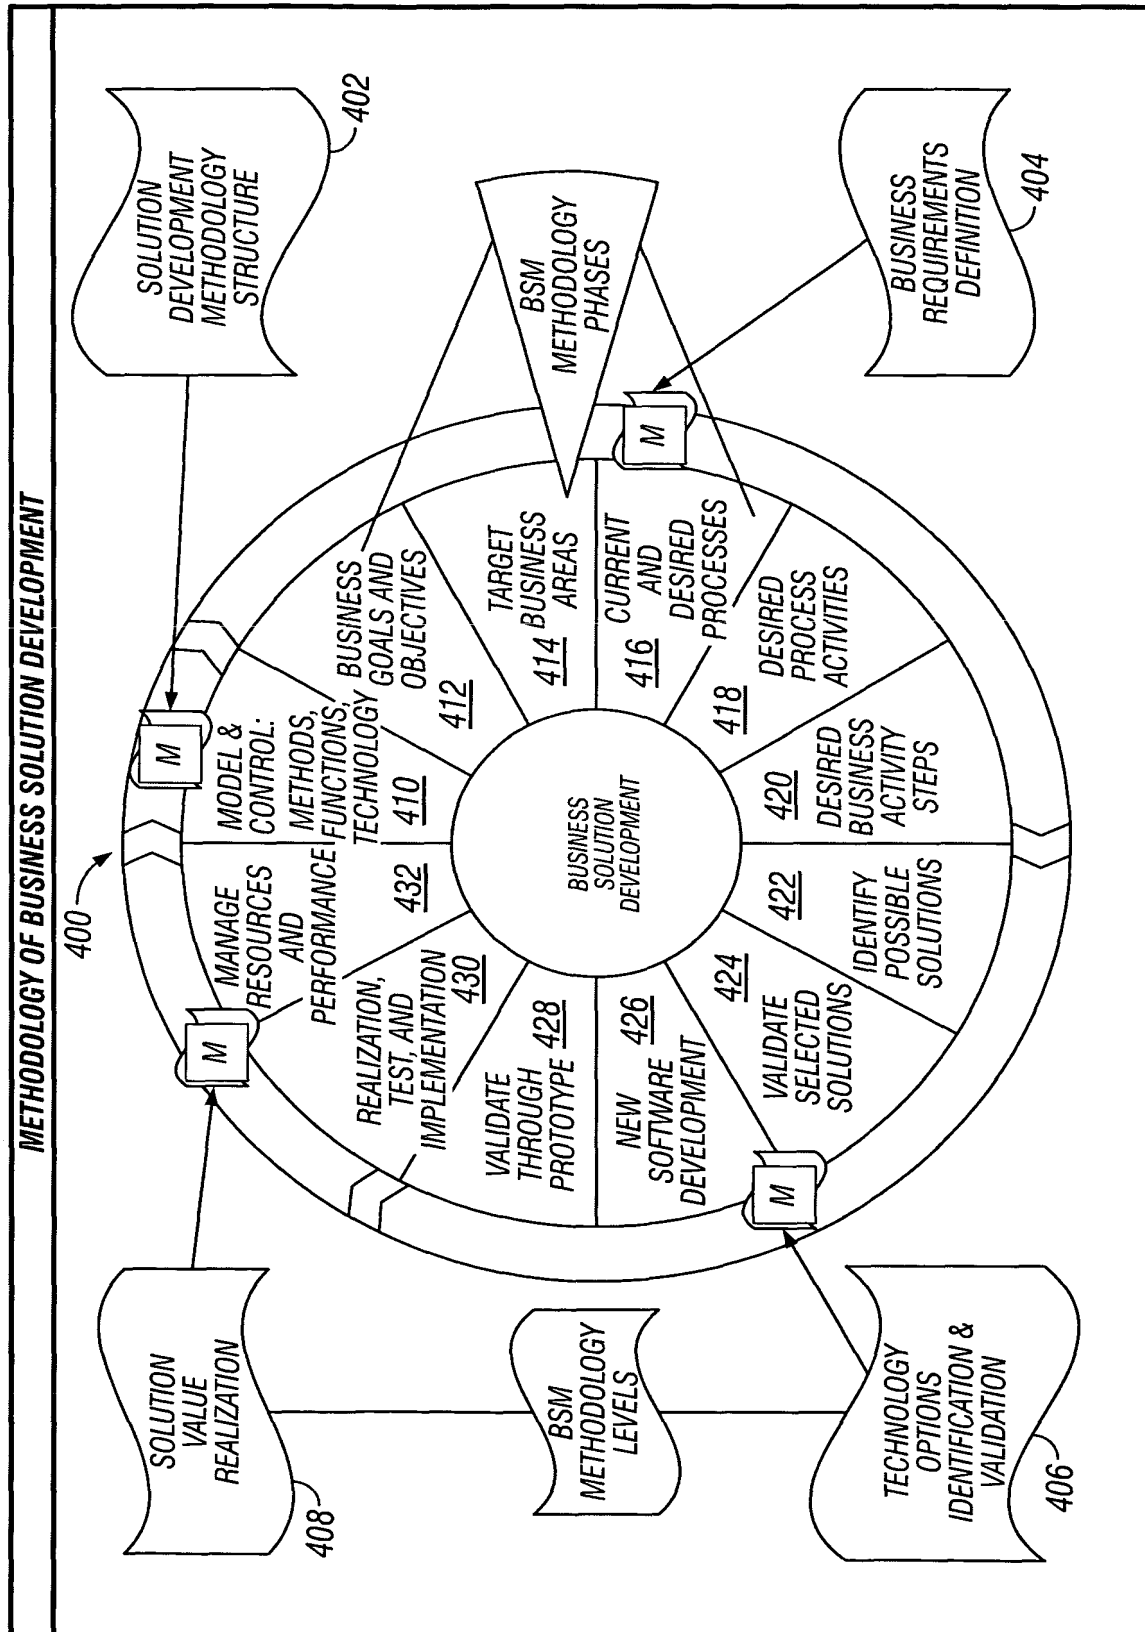 METHODOLOGY OF BUSINESS SOLUTION DEVELOPMENT
400
SOLUTION
VALUE
REALIZATION
408
SOLUTION
DEVELOPMENT
METHODOLOGY
STRUCTURE
402
M
M
MODEL &
CONTROL:
METHODS,
FUNCTIONS,
TECHNOLOGY
410
BUSINESS
GOALS AND
OBJECTIVES
412
TARGET
BUSINESS
AREAS
414
CURRENT
AND
DESIRED
PROCESSES
416
DESIRED
PROCESS
ACTIVITIES
418
DESIRED
BUSINESS
ACTIVITY
STEPS
420
IDENTIFY
POSSIBLE
SOLUTIONS
422
VALIDATE
SELECTED
SOLUTIONS
424
NEW
SOFTWARE
DEVELOPMENT
426
VALIDATE
THROUGH
PROTOTYPE
428
REALIZATION,
TEST, AND
IMPLEMENTATION
430
MANAGE
RESOURCES
AND
PERFORMANCE
432
BUSINESS
SOLUTION
DEVELOPMENT
BSM
METHODOLOGY
LEVELS
BSM
METHODOLOGY
PHASES
M
M
TECHNOLOGY
OPTIONS
IDENTIFICATION &
VALIDATION
406
BUSINESS
REQUIREMENTS
DEFINITION
404